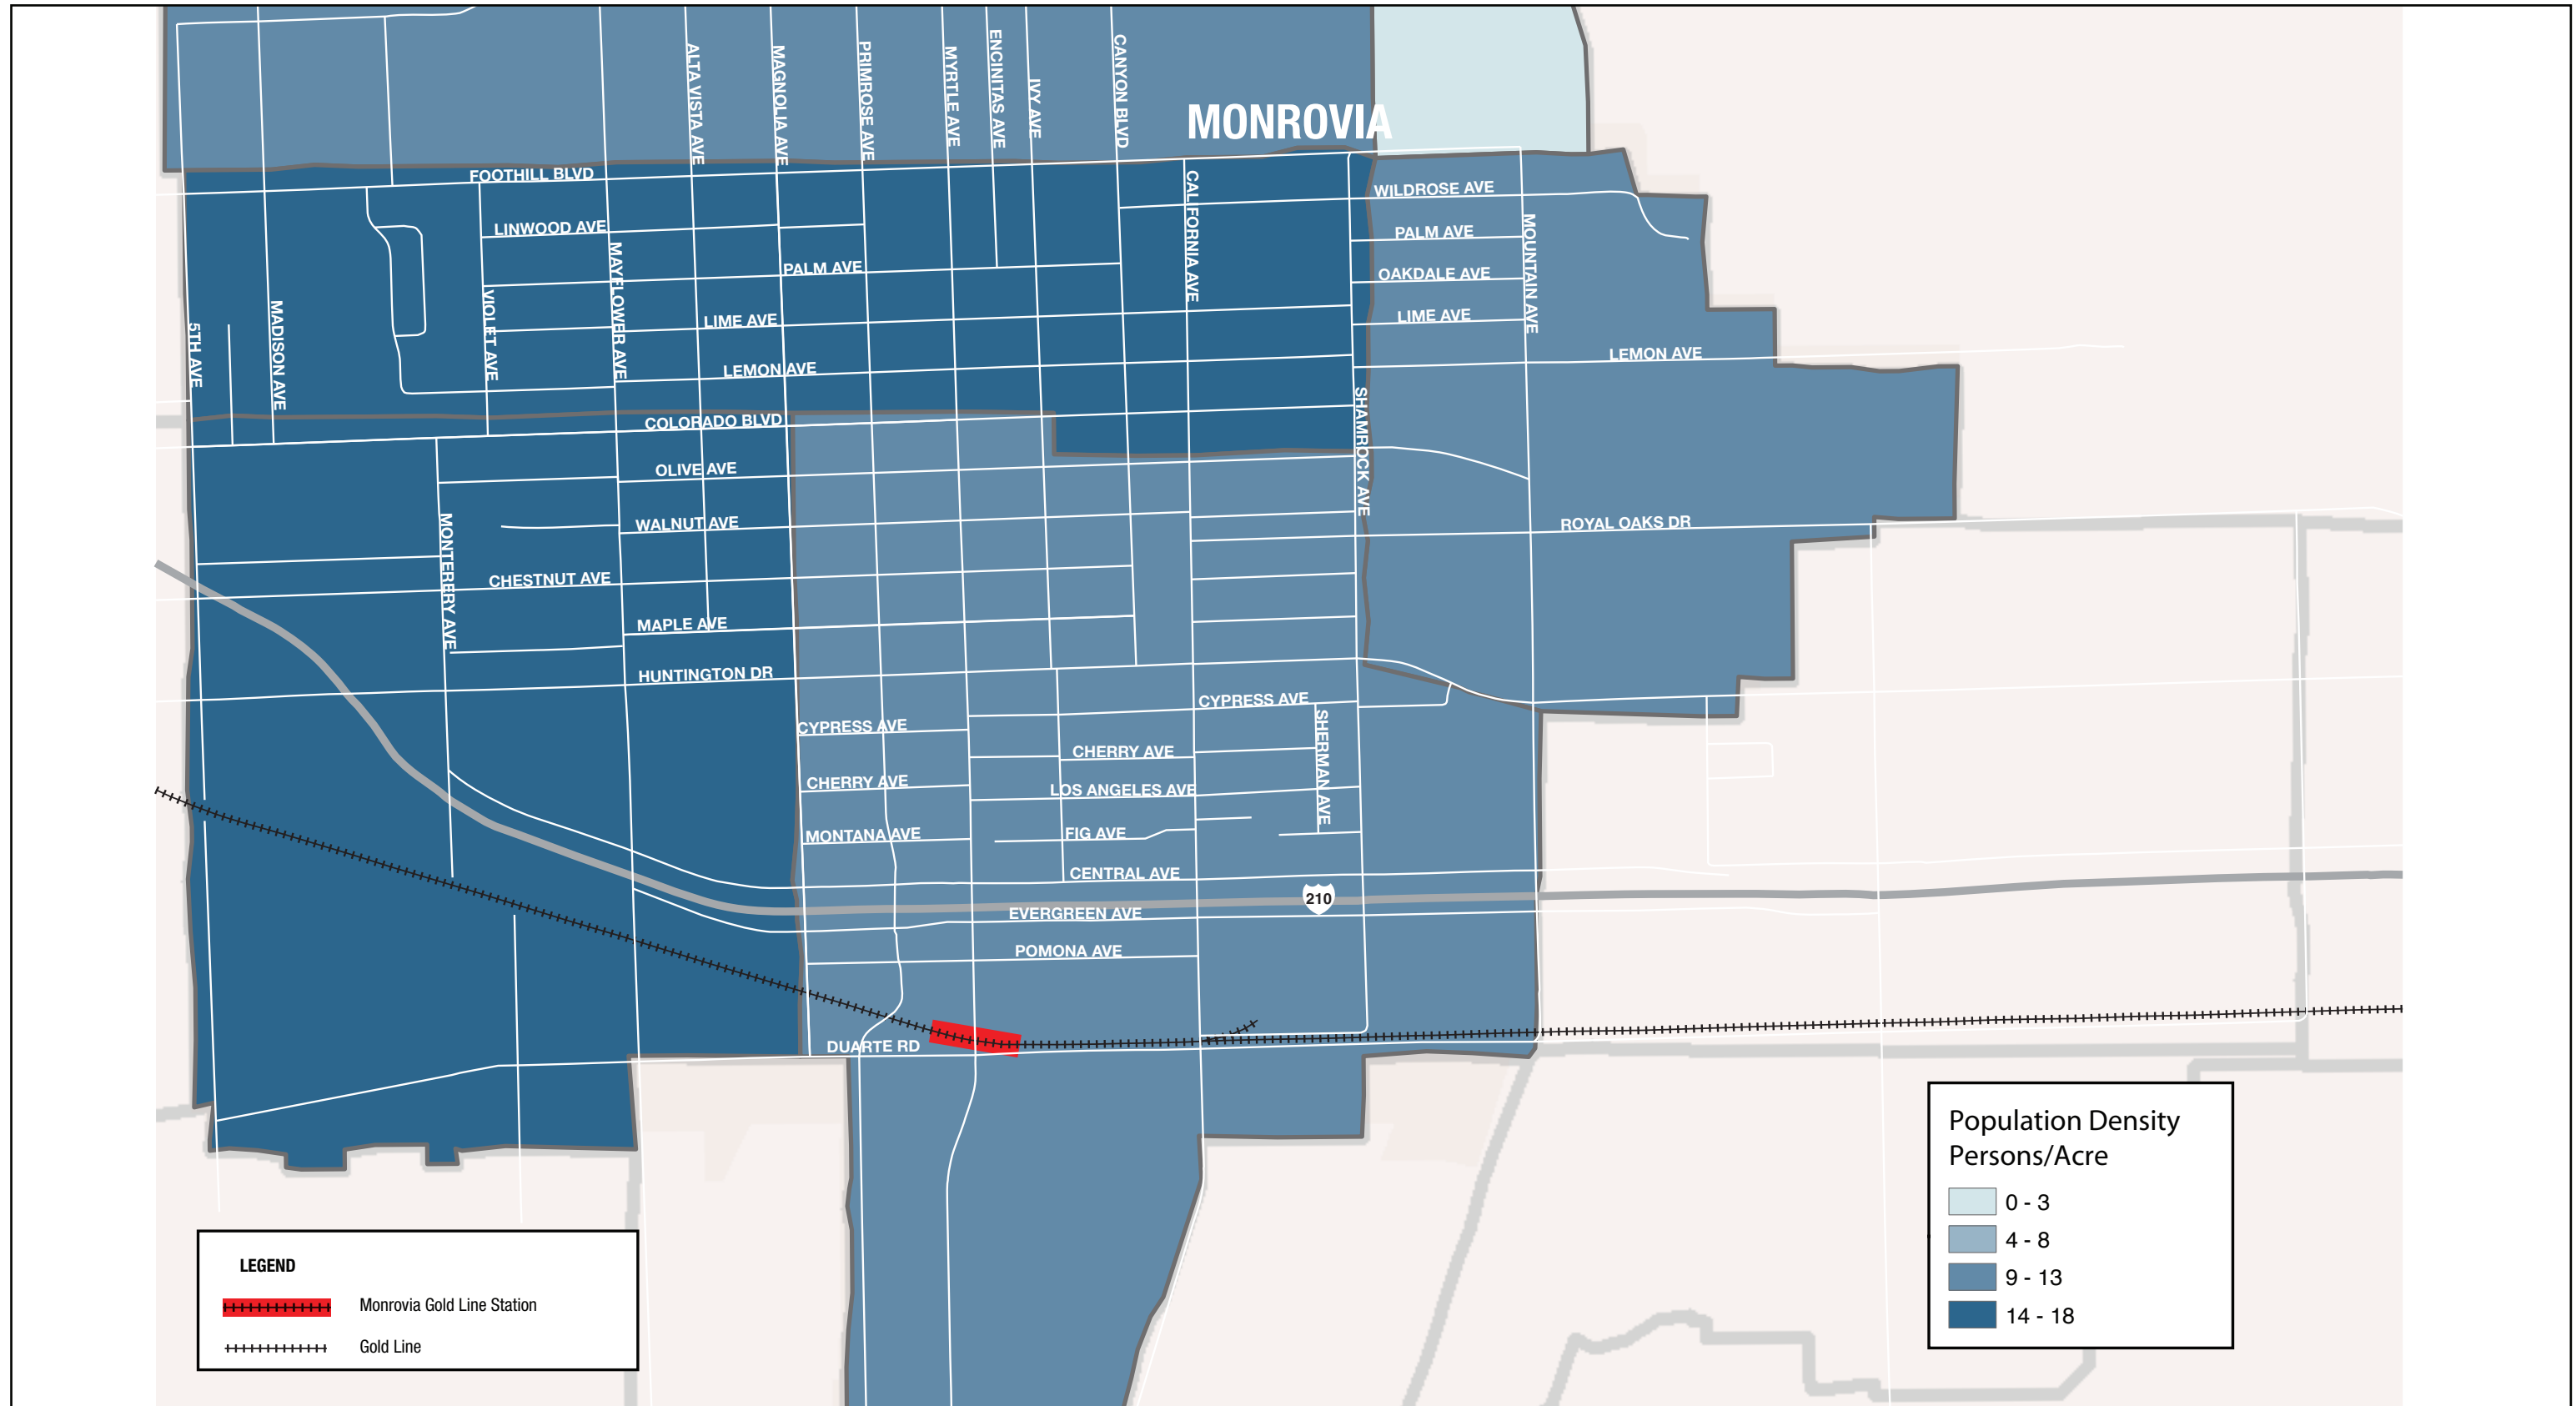 ALTA VISTA AVE
MAGNOLIA AVE
PRIMROSE AVE
MYRTLE AVE
ENCINITAS AVE
IVY AVE
CANYON BLVD
MONROVIA
FOOTHILL BLVD
WILDROSE AVE
LINWOOD AVE
PALM AVE
CALIFORNIA AVE
MOUNTAIN AVE
PALM AVE
OAKDALE AVE
MAYFLOWER AVE
VIOLET AVE
MADISON AVE
5TH AVE
LIME AVE
LIME AVE
LEMON AVE
LEMON AVE
SHAMROCK AVE
COLORADO BLVD
OLIVE AVE
WALNUT AVE
ROYAL OAKS DR
MONTEREY AVE
CHESTNUT AVE
MAPLE AVE
HUNTINGTON DR
CYPRESS AVE
CYPRESS AVE
SHERMAN AVE
CHERRY AVE
CHERRY AVE
LOS ANGELES AVE
MONTANA AVE
FIG AVE
CENTRAL AVE
210
EVERGREEN AVE
POMONA AVE
DUARTE RD
Population Density
Persons/Acre
0 - 3
4 - 8
9 - 13
14 - 18
LEGEND
Monrovia Gold Line Station
Gold Line